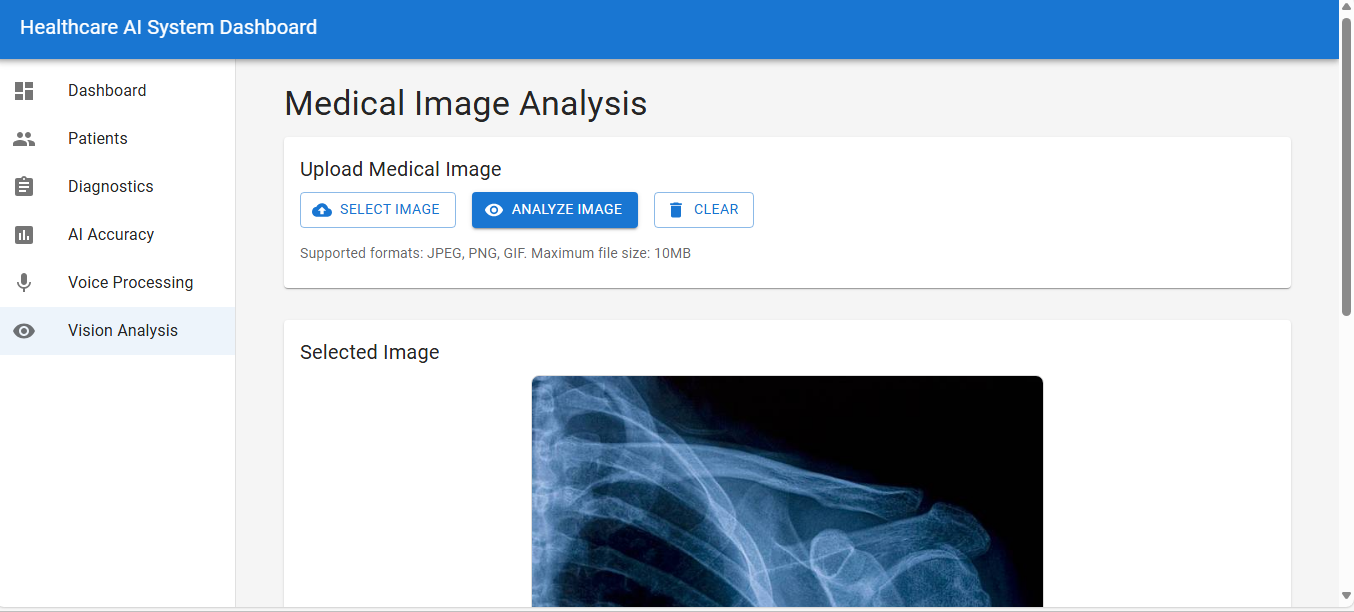 Healthcare AI System Dashboard
Dashboard
Patients
Diagnostics
AI Accuracy
Voice Processing
Vision Analysis
Medical Image Analysis
Upload Medical Image
SELECT IMAGE
ANALYZE IMAGE
CLEAR
Supported formats: JPEG, PNG, GIF. Maximum file size: 10MB
Selected Image